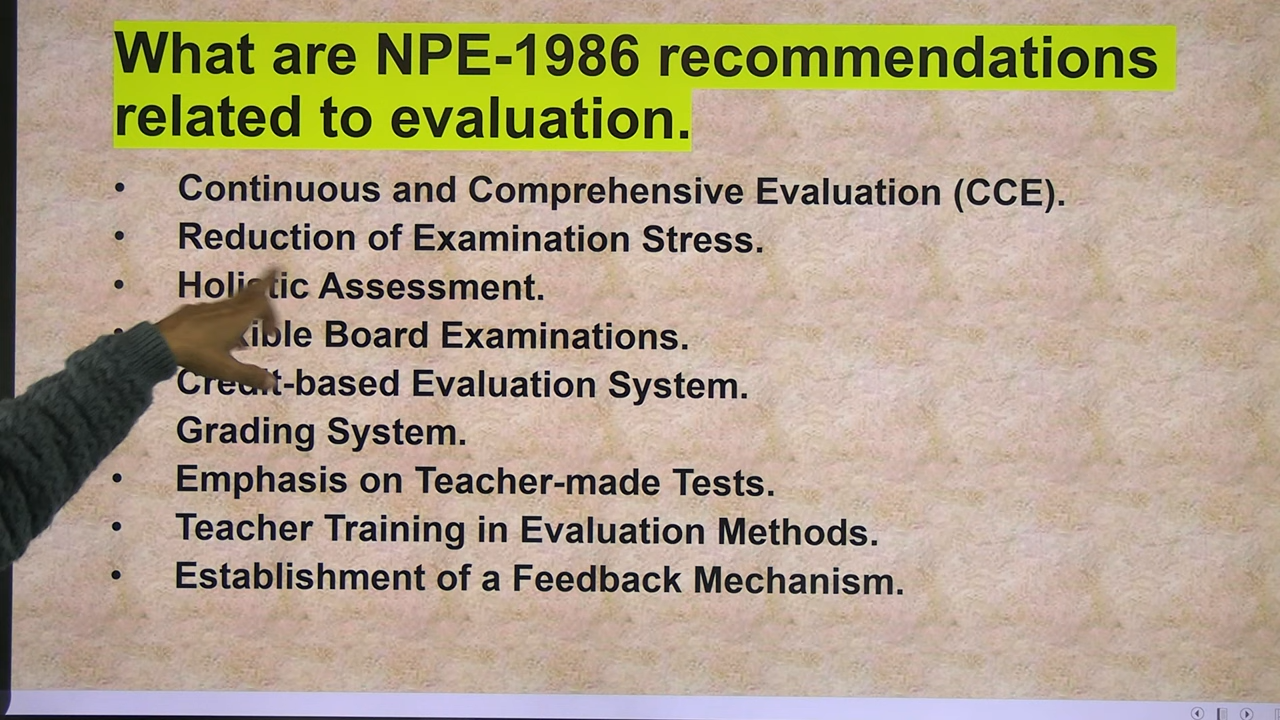 What are NPE-1986 recommendations
related to evaluation.
• Continuous and Comprehensive Evaluation (CCE).
• Reduction of Examination Stress.
• Holistic Assessment.
Board Examinations.
Credit-based Evaluation System.
Grading System.
• Emphasis on Teacher-made Tests.
• Teacher Training in Evaluation Methods.
• Establishment of a Feedback Mechanism.